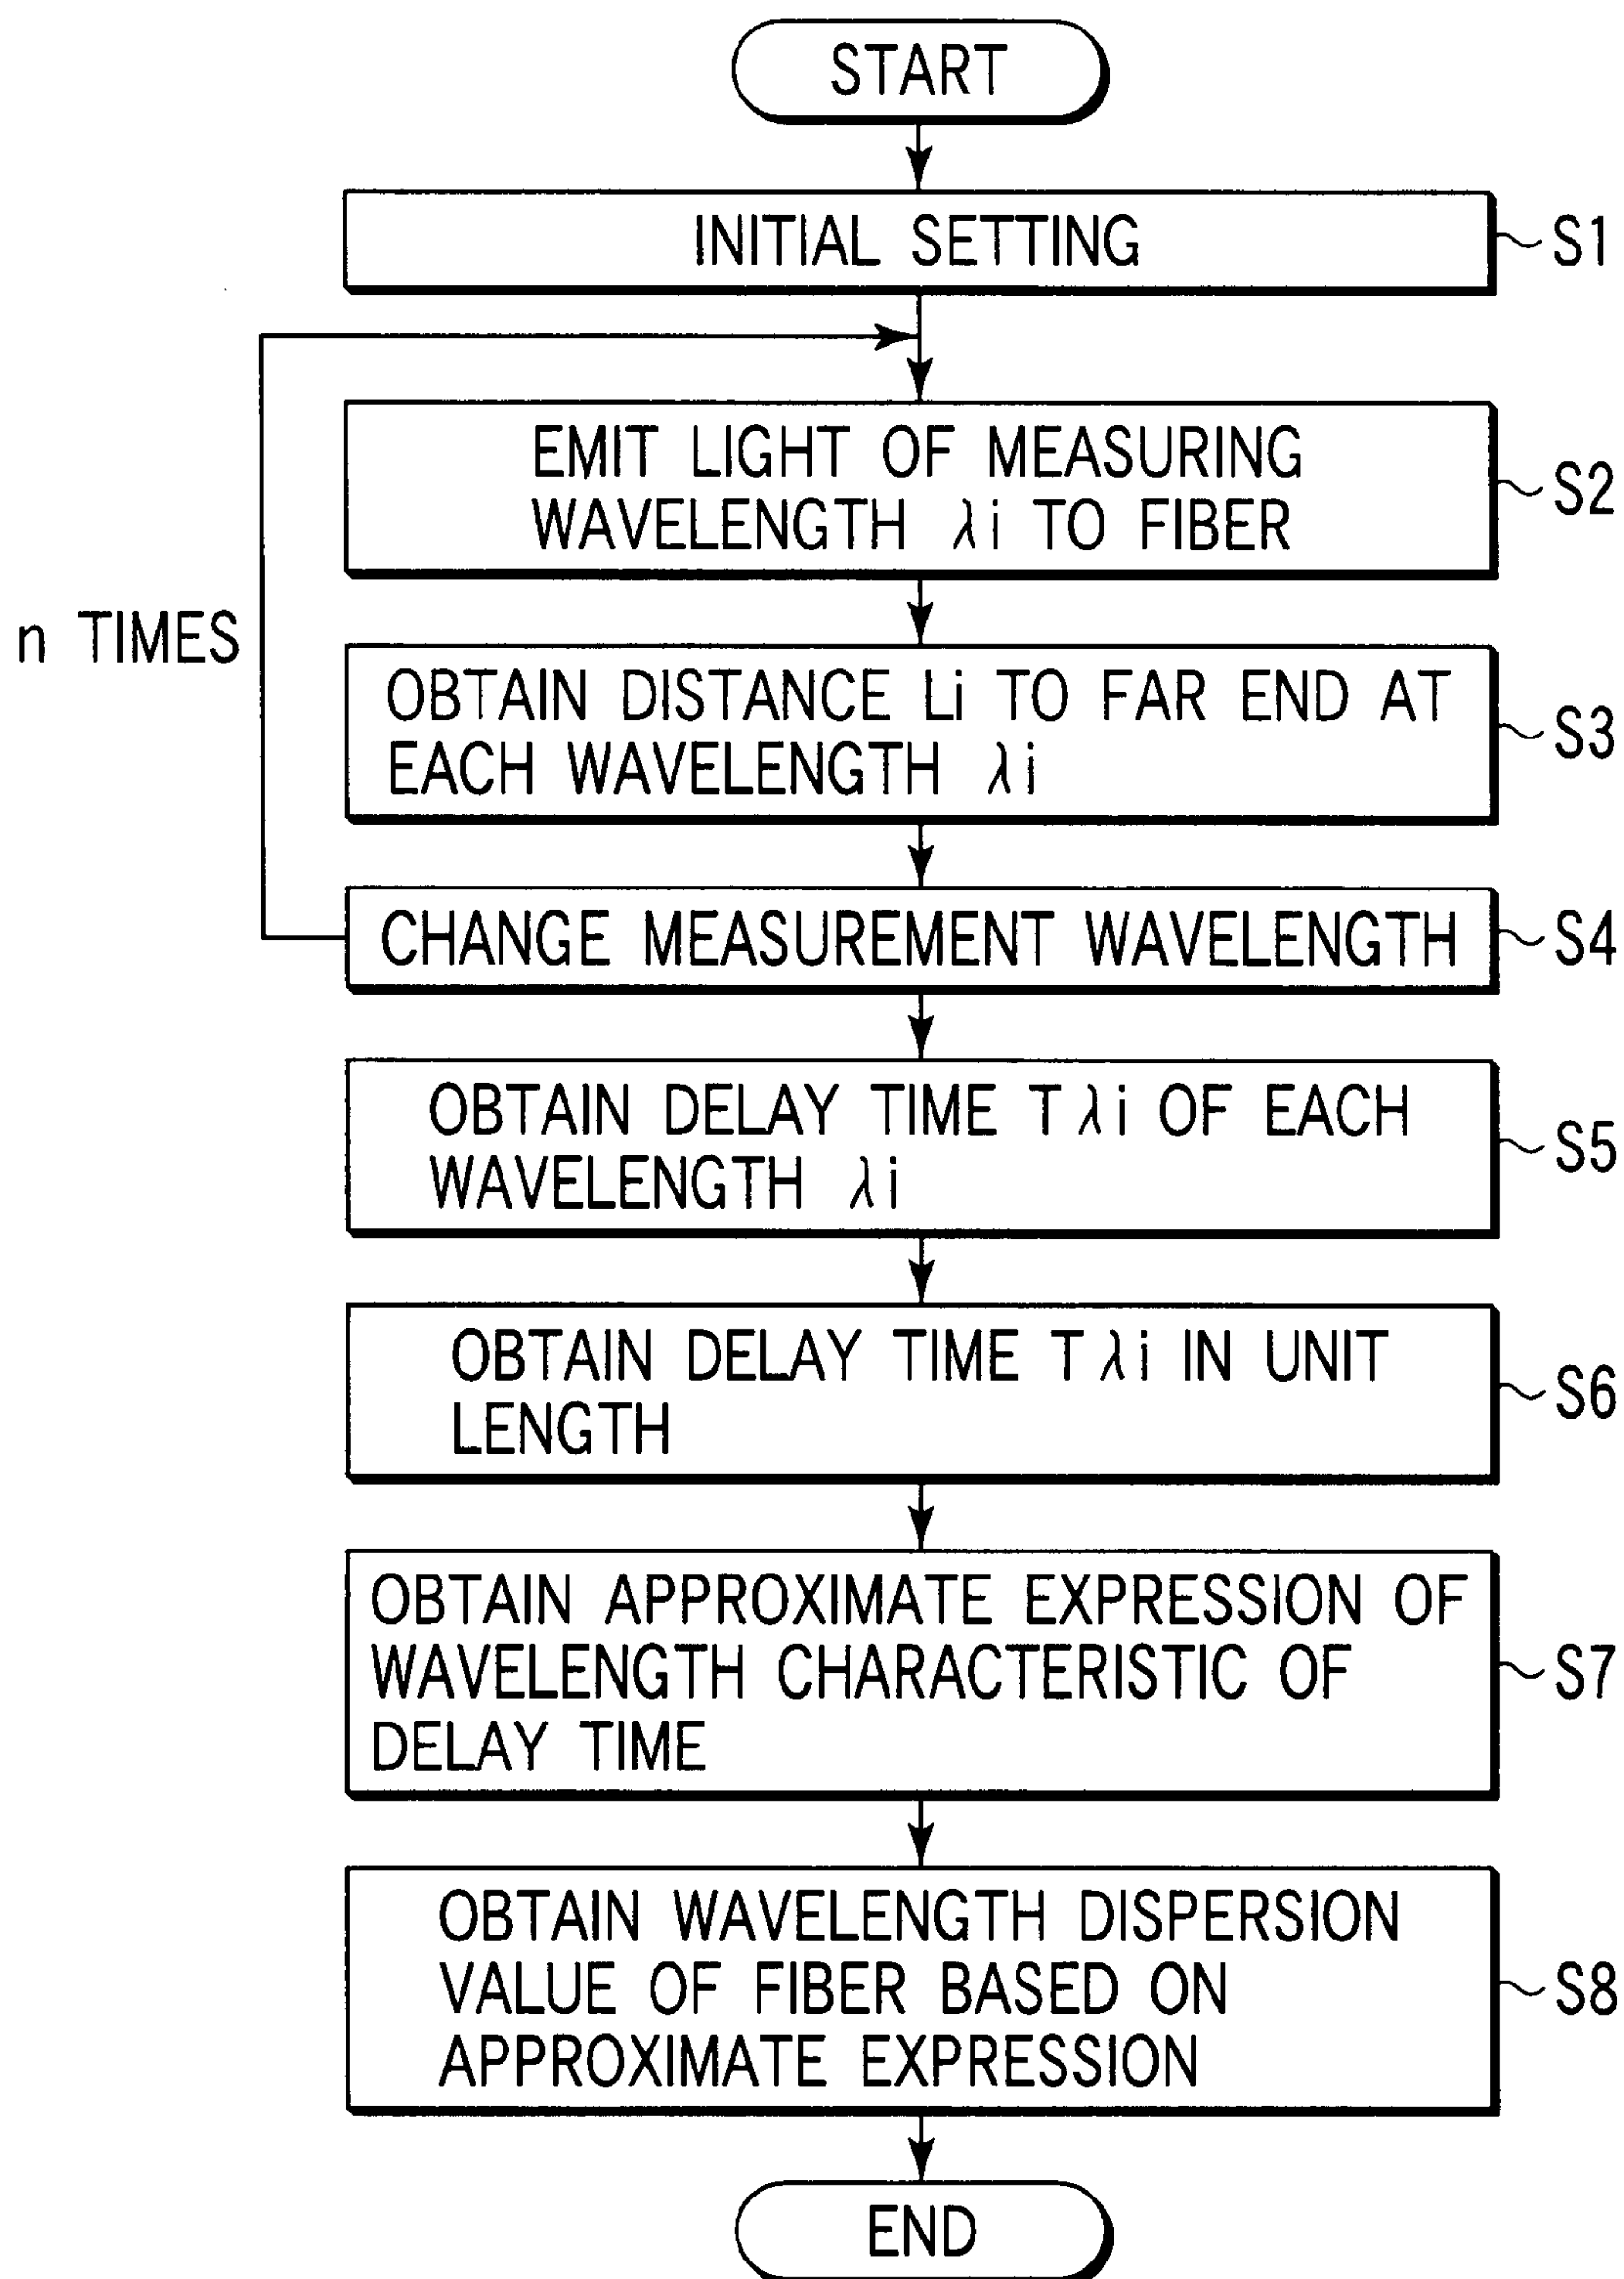 START
INITIAL SETTING
S1
EMIT LIGHT OF MEASURING
WAVELENGTH λi TO FIBER
S2
n TIMES
OBTAIN DISTANCE Li TO FAR END AT
EACH WAVELENGTH λi
S3
CHANGE MEASUREMENT WAVELENGTH
S4
OBTAIN DELAY TIME Tλi OF EACH
WAVELENGTH λi
S5
OBTAIN DELAY TIME Tλi IN UNIT
LENGTH
S6
OBTAIN APPROXIMATE EXPRESSION OF
WAVELENGTH CHARACTERISTIC OF
DELAY TIME
S7
OBTAIN WAVELENGTH DISPERSION
VALUE OF FIBER BASED ON
APPROXIMATE EXPRESSION
S8
END